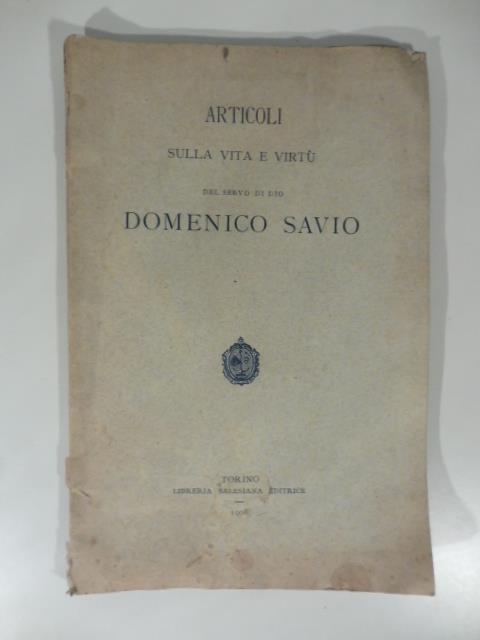 ARTICOLI
SULLA VITA E VIRTÙ
DEL SERVO DI DIO
DOMENICO SAVIO
TORINO
LIBRERIA SALESIANA EDITRICE